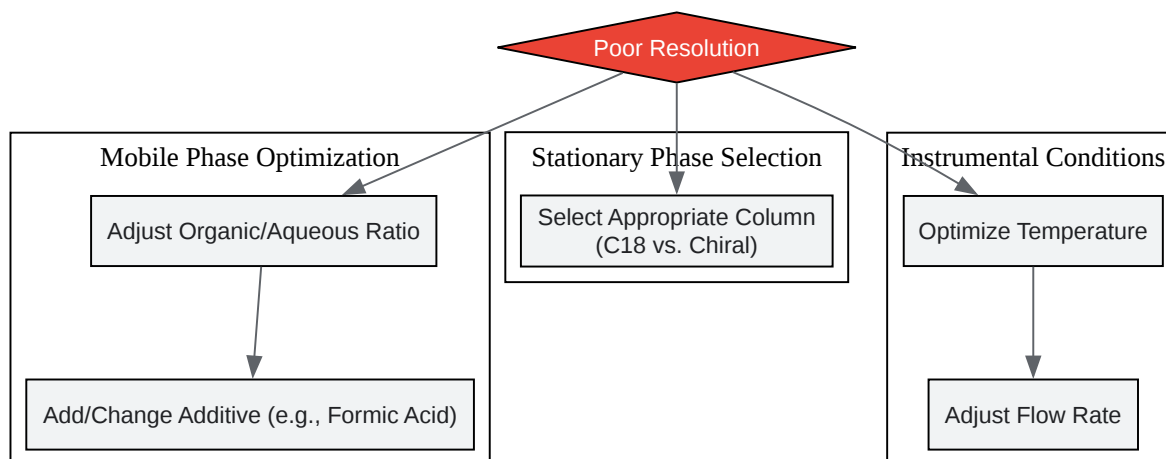 Poor Resolution
Mobile Phase Optimization
Stationary Phase Selection
Instrumental Conditions
Adjust Organic/Aqueous Ratio
Select Appropriate Column
(C18 vs. Chiral)
Optimize Temperature
Add/Change Additive (e.g., Formic Acid)
Adjust Flow Rate